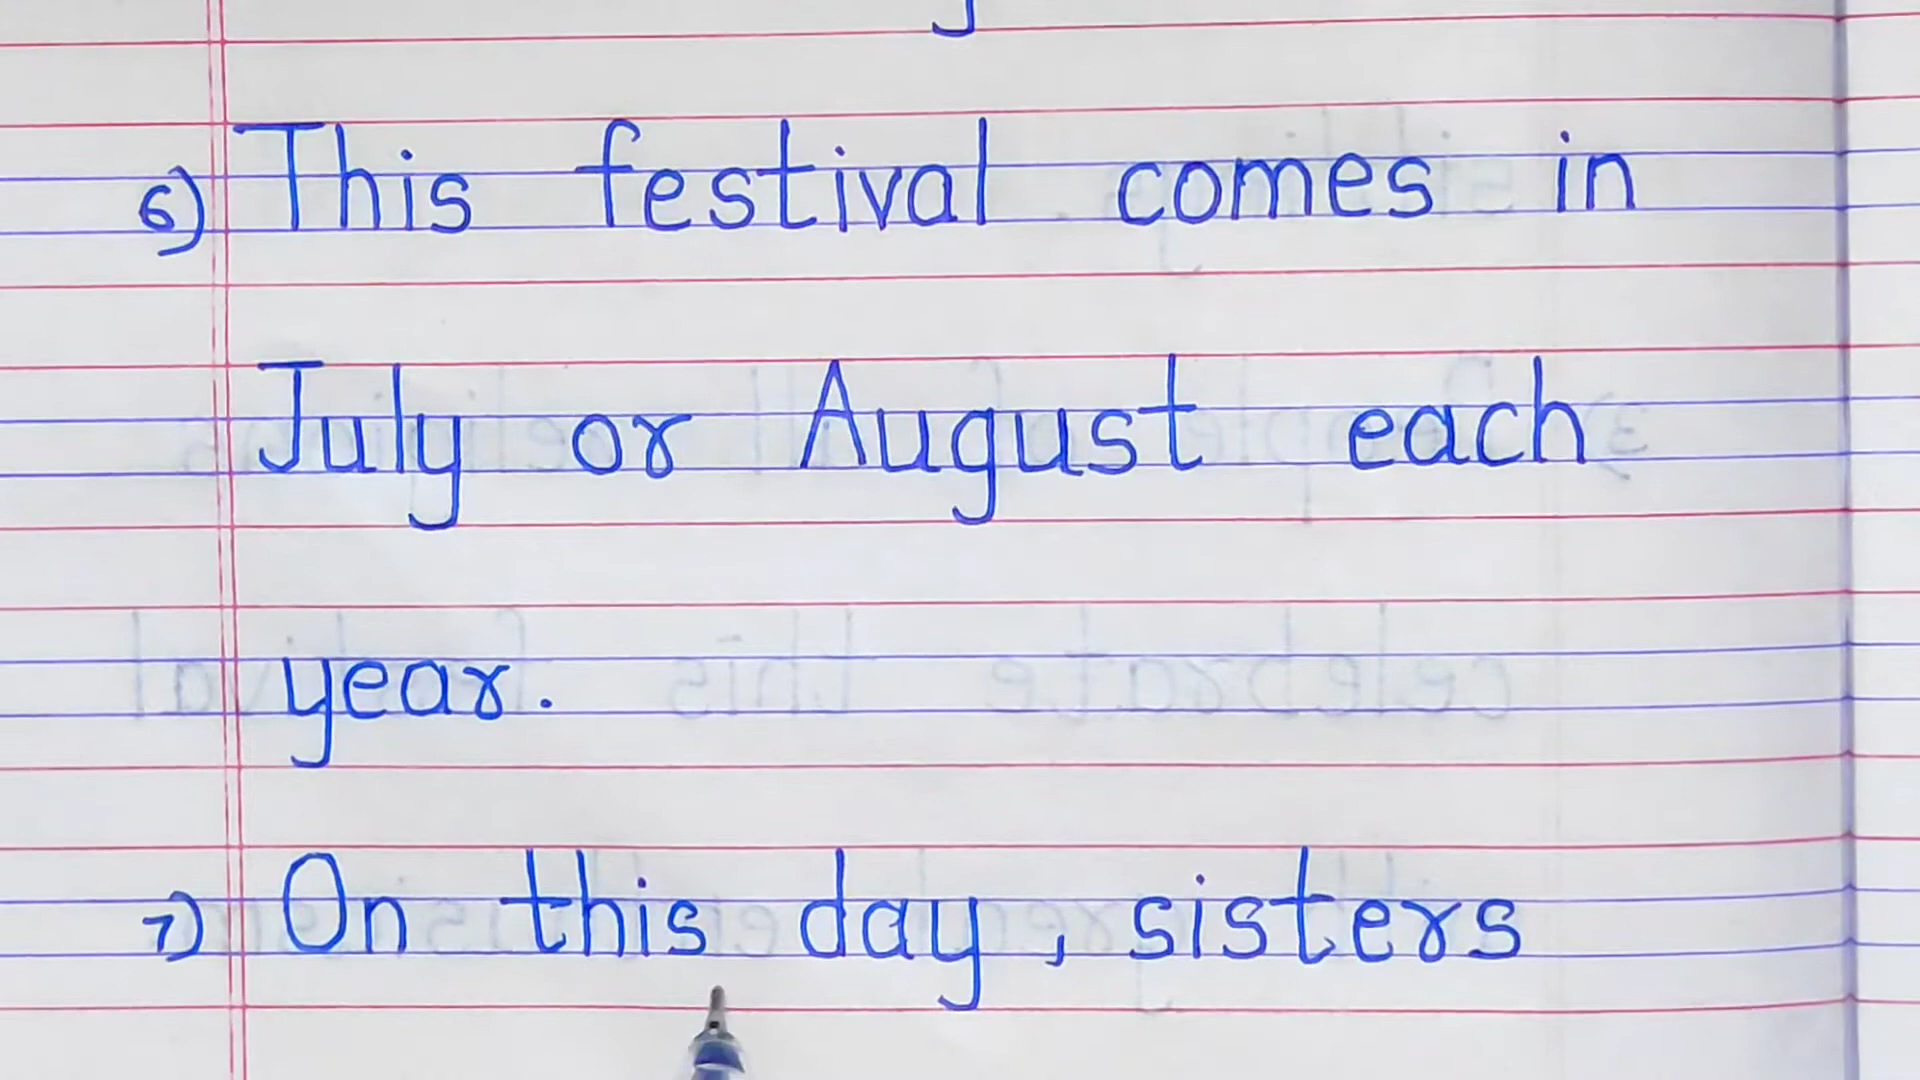 6) This festival comes in
July or August each
year.
7) On this day, sisters